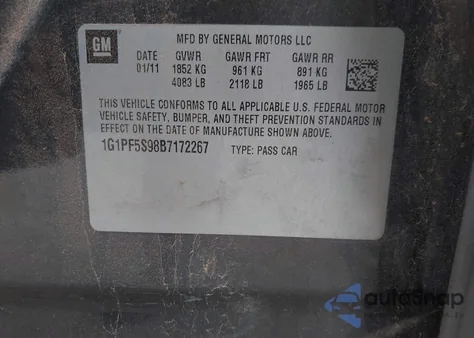 GM
MFD BY GENERAL MOTORS LLC
DATE GVWR GAWR FRT GAWR RR
01/11 1852 KG 961 KG 891 KG
4083 LB 2118 LB 1965 LB
THIS VEHICLE CONFORMS TO ALL APPLICABLE U.S. FEDERAL MOTOR
VEHICLE SAFETY, BUMPER, AND THEFT PREVENTION STANDARDS IN
EFFECT ON THE DATE OF MANUFACTURE SHOWN ABOVE.
1G1PF5S98B7172267 TYPE: PASS CAR
autoSnap